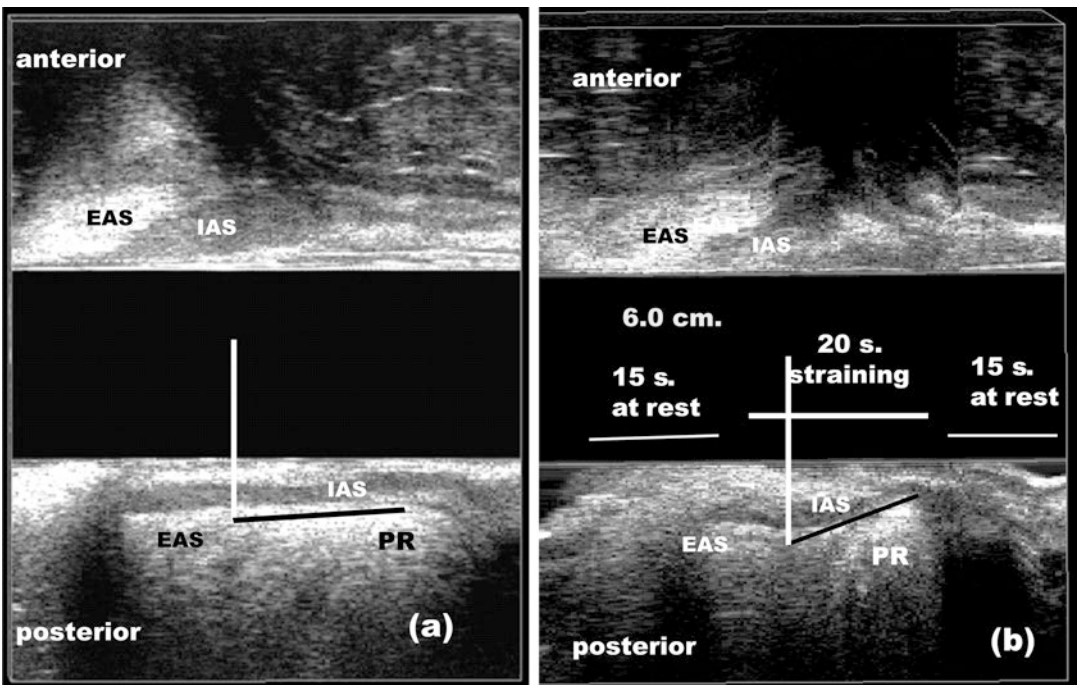 anterior
EAS
IAS
IAS
EAS
PR
posterior
(a)
anterior
EAS
IAS
6.0 cm.
15 s.
at rest
20 s.
straining
15 s.
at rest
IAS
EAS
PR
posterior
(b)